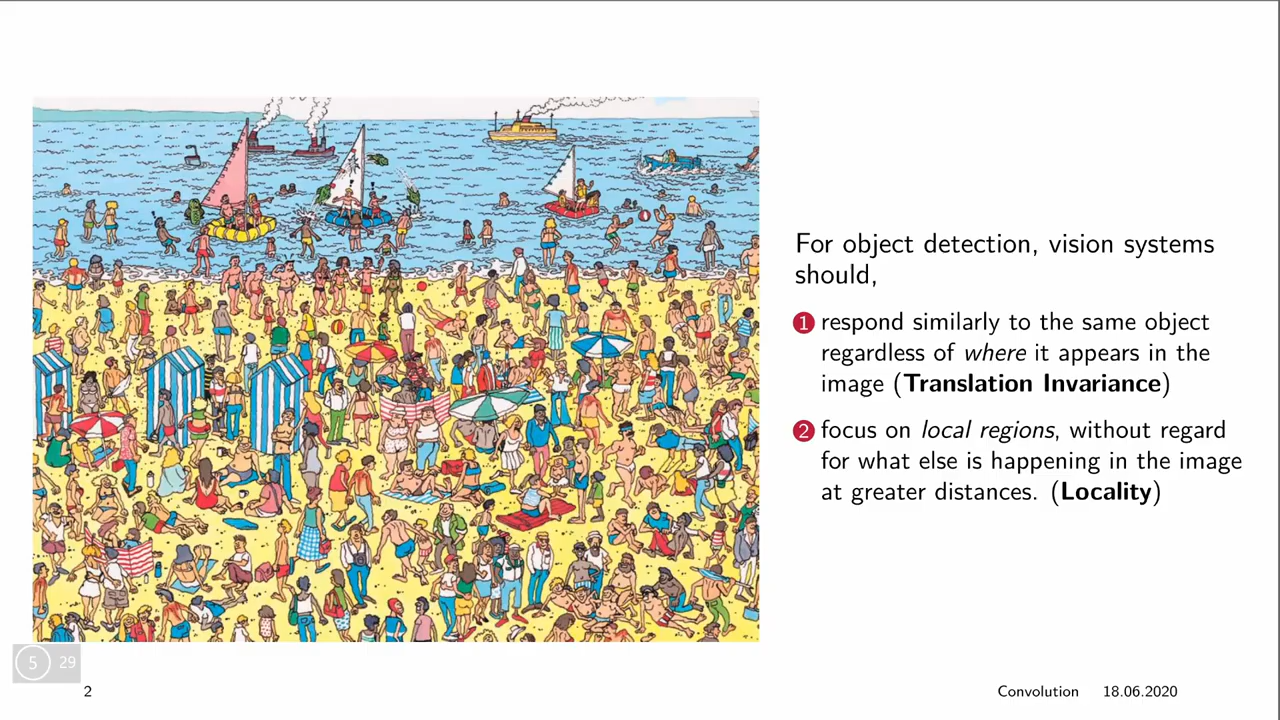 For object detection, vision systems
should,
1 respond similarly to the same object
regardless of where it appears in the
image (Translation Invariance)
2 focus on local regions, without regard
for what else is happening in the image
at greater distances. (Locality)
5 29
2
Convolution 18.06.2020